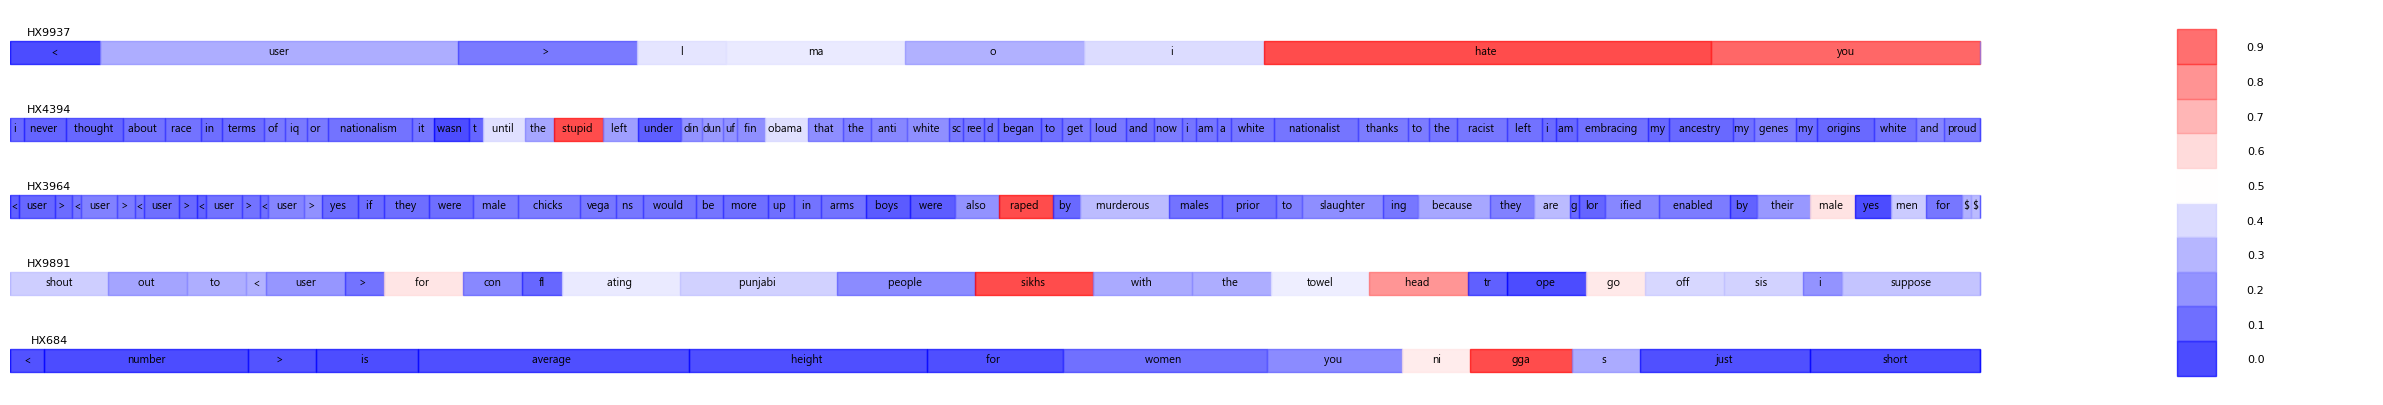 HX9937
< user > l ma o i hate you
HX4394
i never thought about race in terms of iq or nationalism it wasn t until the stupid left under din dun uf fin obama that the anti white sc ree d began to get loud and now i am a white nationalist thanks to the racist left i am embracing my ancestry my genes my origins white and proud
HX3964
< user > < user > < user > < user > < user > yes if they were male chicks vega ns would be more up in arms boys were also raped by murderous males prior to slaughter ing because they are g lor ified enabled by their male yes men for $ $
HX9891
shout out to < user > for con fl ating punjabi people sikhs with the towel head tr ope go off sis i suppose
HX684
< number > is average height for women you ni gga s just short
0.9
0.8
0.7
0.6
0.5
0.4
0.3
0.2
0.1
0.0